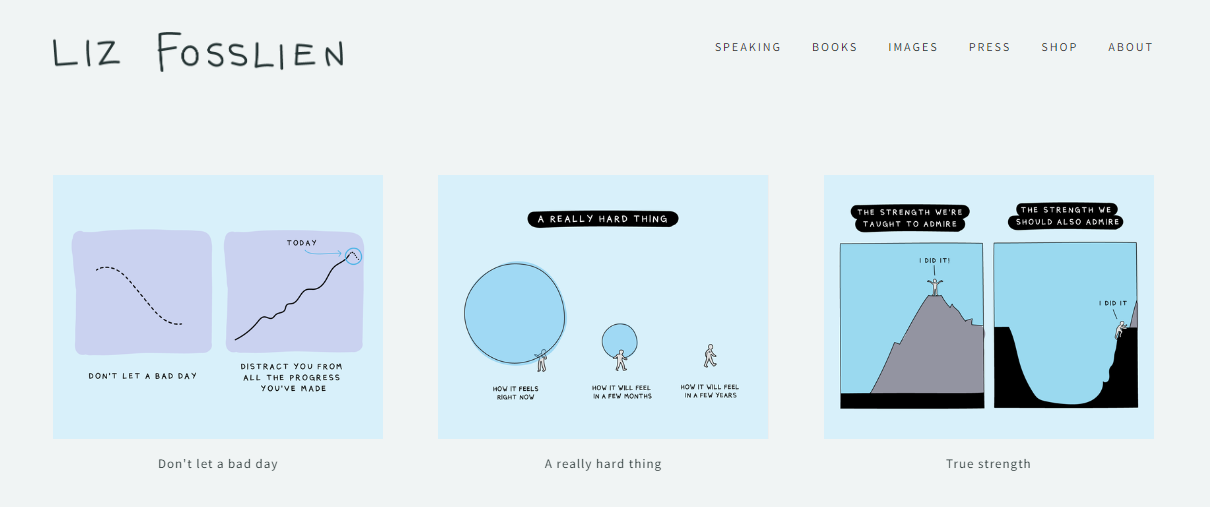 LIZ FOSSLIEN
SPEAKING BOOKS IMAGES PRESS SHOP ABOUT
TODAY
DON'T LET A BAD DAY
DISTRACT YOU FROM
ALL THE PROGRESS
YOU'VE MADE
Don't let a bad day
A REALLY HARD THING
HOW IT FEELS
RIGHT NOW
HOW IT WILL FEEL
IN A FEW MONTHS
HOW IT WILL FEEL
IN A FEW YEARS
A really hard thing
THE STRENGTH WE'RE
TAUGHT TO ADMIRE
I DID IT!
THE STRENGTH WE
SHOULD ALSO ADMIRE
I DID IT
True strength